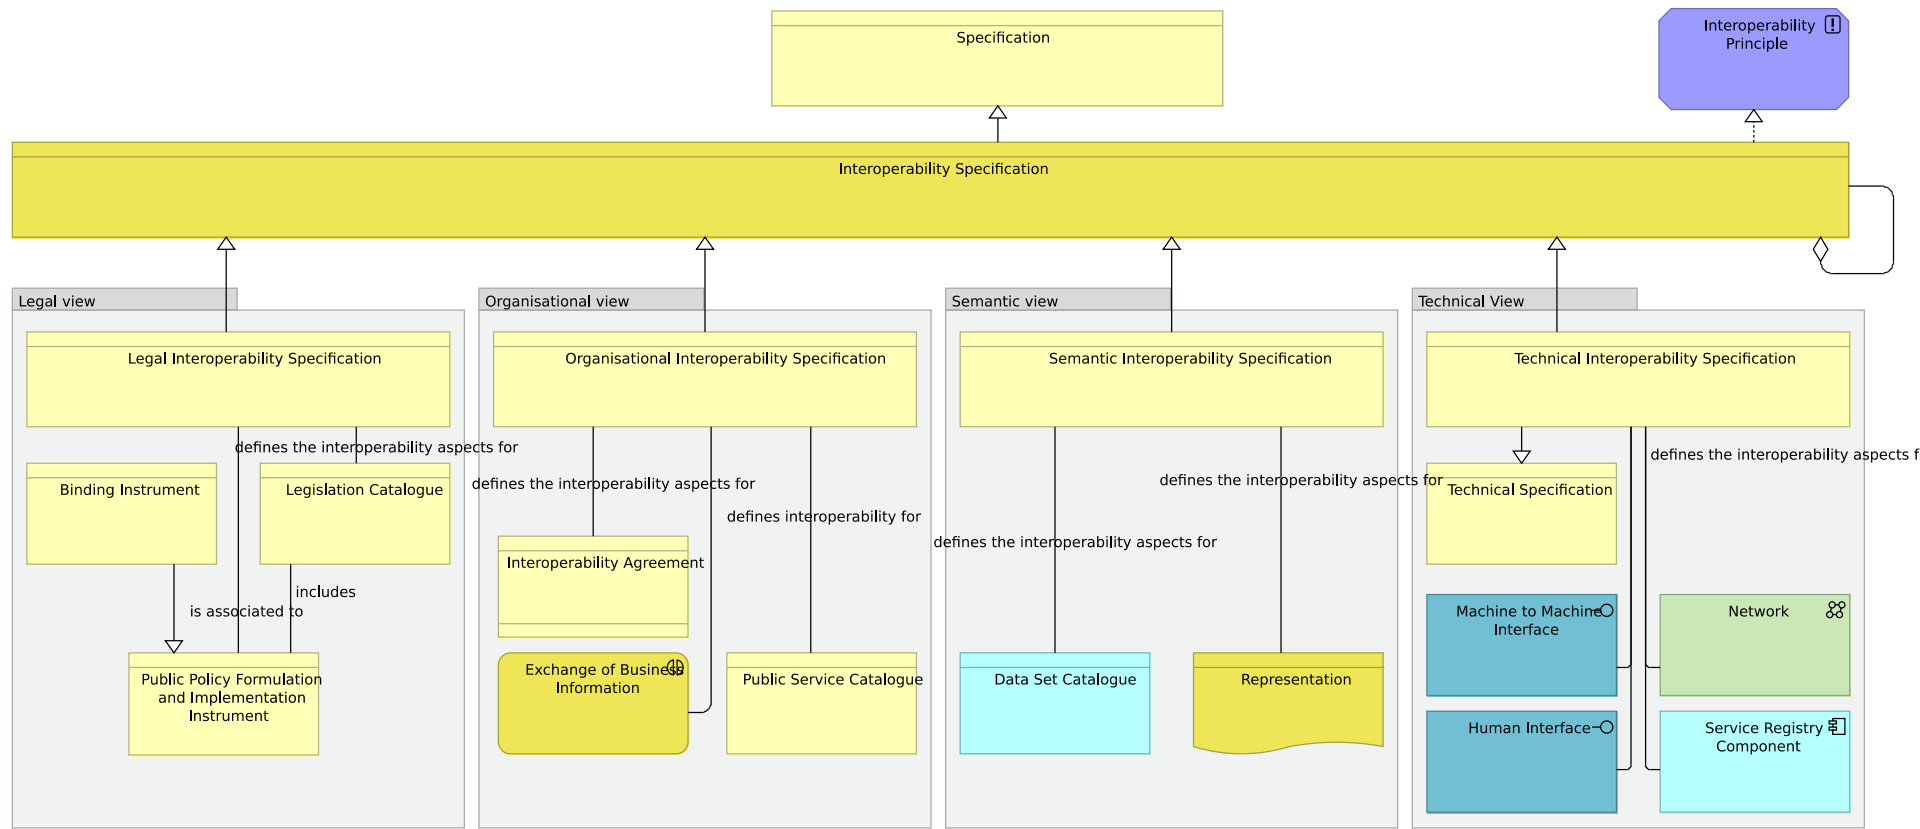 Specification
Interoperability
Principle
Interoperability Specification
Legal view
Organisational view
Semantic view
Technical View
Legal Interoperability Specification
Organisational Interoperability Specification
Semantic Interoperability Specification
Technical Interoperability Specification
defines the interoperability aspects for
defines the interoperability aspects f
Binding Instrument
Legislation Catalogue
defines the interoperability aspects for
defines the interoperability aspects for
Technical Specification
defines interoperability for
defines the interoperability aspects for
Interoperability Agreement
includes
is associated to
Machine to Machine
Interface
Network
Public Policy Formulation
and Implementation
Instrument
Exchange of Business
Information
Public Service Catalogue
Data Set Catalogue
Representation
Human Interface
Service Registry
Component